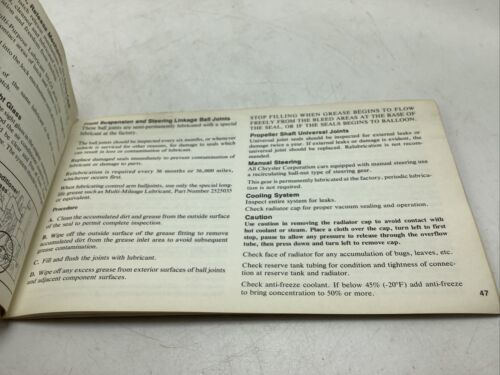 Release Me
Front Suspension and Steering Linkage Ball Joints
These ball joints are semi-permanently lubricated with a special
lubricant at the factory.
The ball joints should be inspected every six months, or whenever
vehicle is serviced for other reasons, for damage to seals which
can result in loss or contamination of lubricant.
Replace damaged seals immediately to prevent contamination of
lubricant or damage to parts.
Relubrication is required every 36 months or 36,000 miles,
whichever occurs first.
When lubricating control arm balljoints, use only the special long-
life grease such as Multi-Mileage Lubricant, Part Number 2525035
or equivalent.
Procedure
A. Clean the accumulated dirt and grease from the outside surface
of the seal to permit complete inspection.
B. Wipe off the outside surface of the grease fitting to remove
accumulated dirt from the grease inlet area to avoid subsequent
grease contamination.
C. Fill and flush the joints with lubricant.
D. Wipe off any excess grease from exterior surfaces of ball joints
and adjacent component surfaces.
STOP FILLING WHEN GREASE BEGINS TO FLOW
FREELY FROM THE BLEED AREAS AT THE BASE OF
THE SEAL, OR IF THE SEALS BEGINS TO BALLOON.
Propeller Shaft Universal Joints
Universal joint seals should be inspected for external leaks or
damage twice a year. If external leaks or damage is evident, the
universal joint should be replaced. Relubrication is not recom-
mended.
Manual Steering
All Chrysler Corporation cars equipped with manual steering use
a recirculating ball-nut type of steering gear.
This gear is permanently lubricated at the factory, periodic lubrica-
tion is not required.
Cooling System
Inspect entire system for leaks.
Check radiator cap for proper vacuum sealing and operation.
Caution
Use caution in removing the radiator cap to avoid contact with
hot coolant or steam. Place a cloth over the cap, turn left to first
stop, pause to allow any pressure to release through the overflow
tube, then press down and turn left to remove cap.
Check face of radiator for any accumulation of bugs, leaves, etc.
Check reserve tank tubing for condition and tightness of connec-
tion at reserve tank and radiator.
Check anti-freeze coolant. If below 45% (-20°F) add anti-freeze
to bring concentration to 50% or more.
47